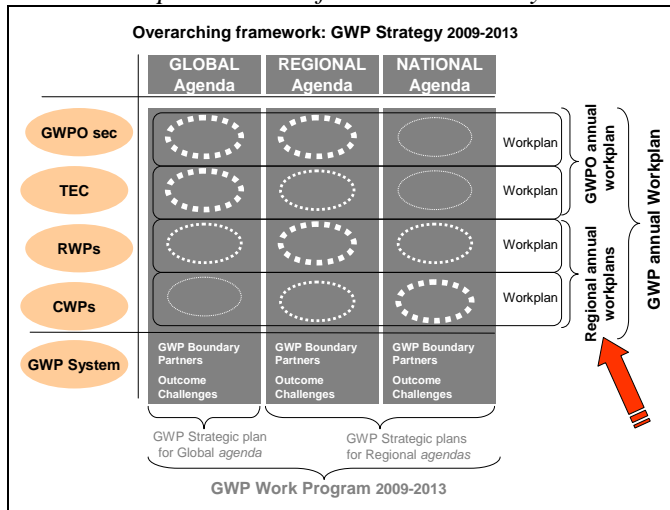 Overarching framework: GWP Strategy 2009-2013
GLOBAL Agenda
REGIONAL Agenda
NATIONAL Agenda
GWPO sec
Workplan
TEC
Workplan
RWPs
Workplan
CWPs
Workplan
GWPO annual
workplan
Regional annual
workplans
GWP annual Workplan
GWP System
GWP Boundary
Partners
Outcome
Challenges
GWP Boundary
Partners
Outcome
Challenges
GWP Boundary
Partners
Outcome
Challenges
GWP Strategic plan
for Global agenda
GWP Strategic plans
for Regional agendas
GWP Work Program 2009-2013